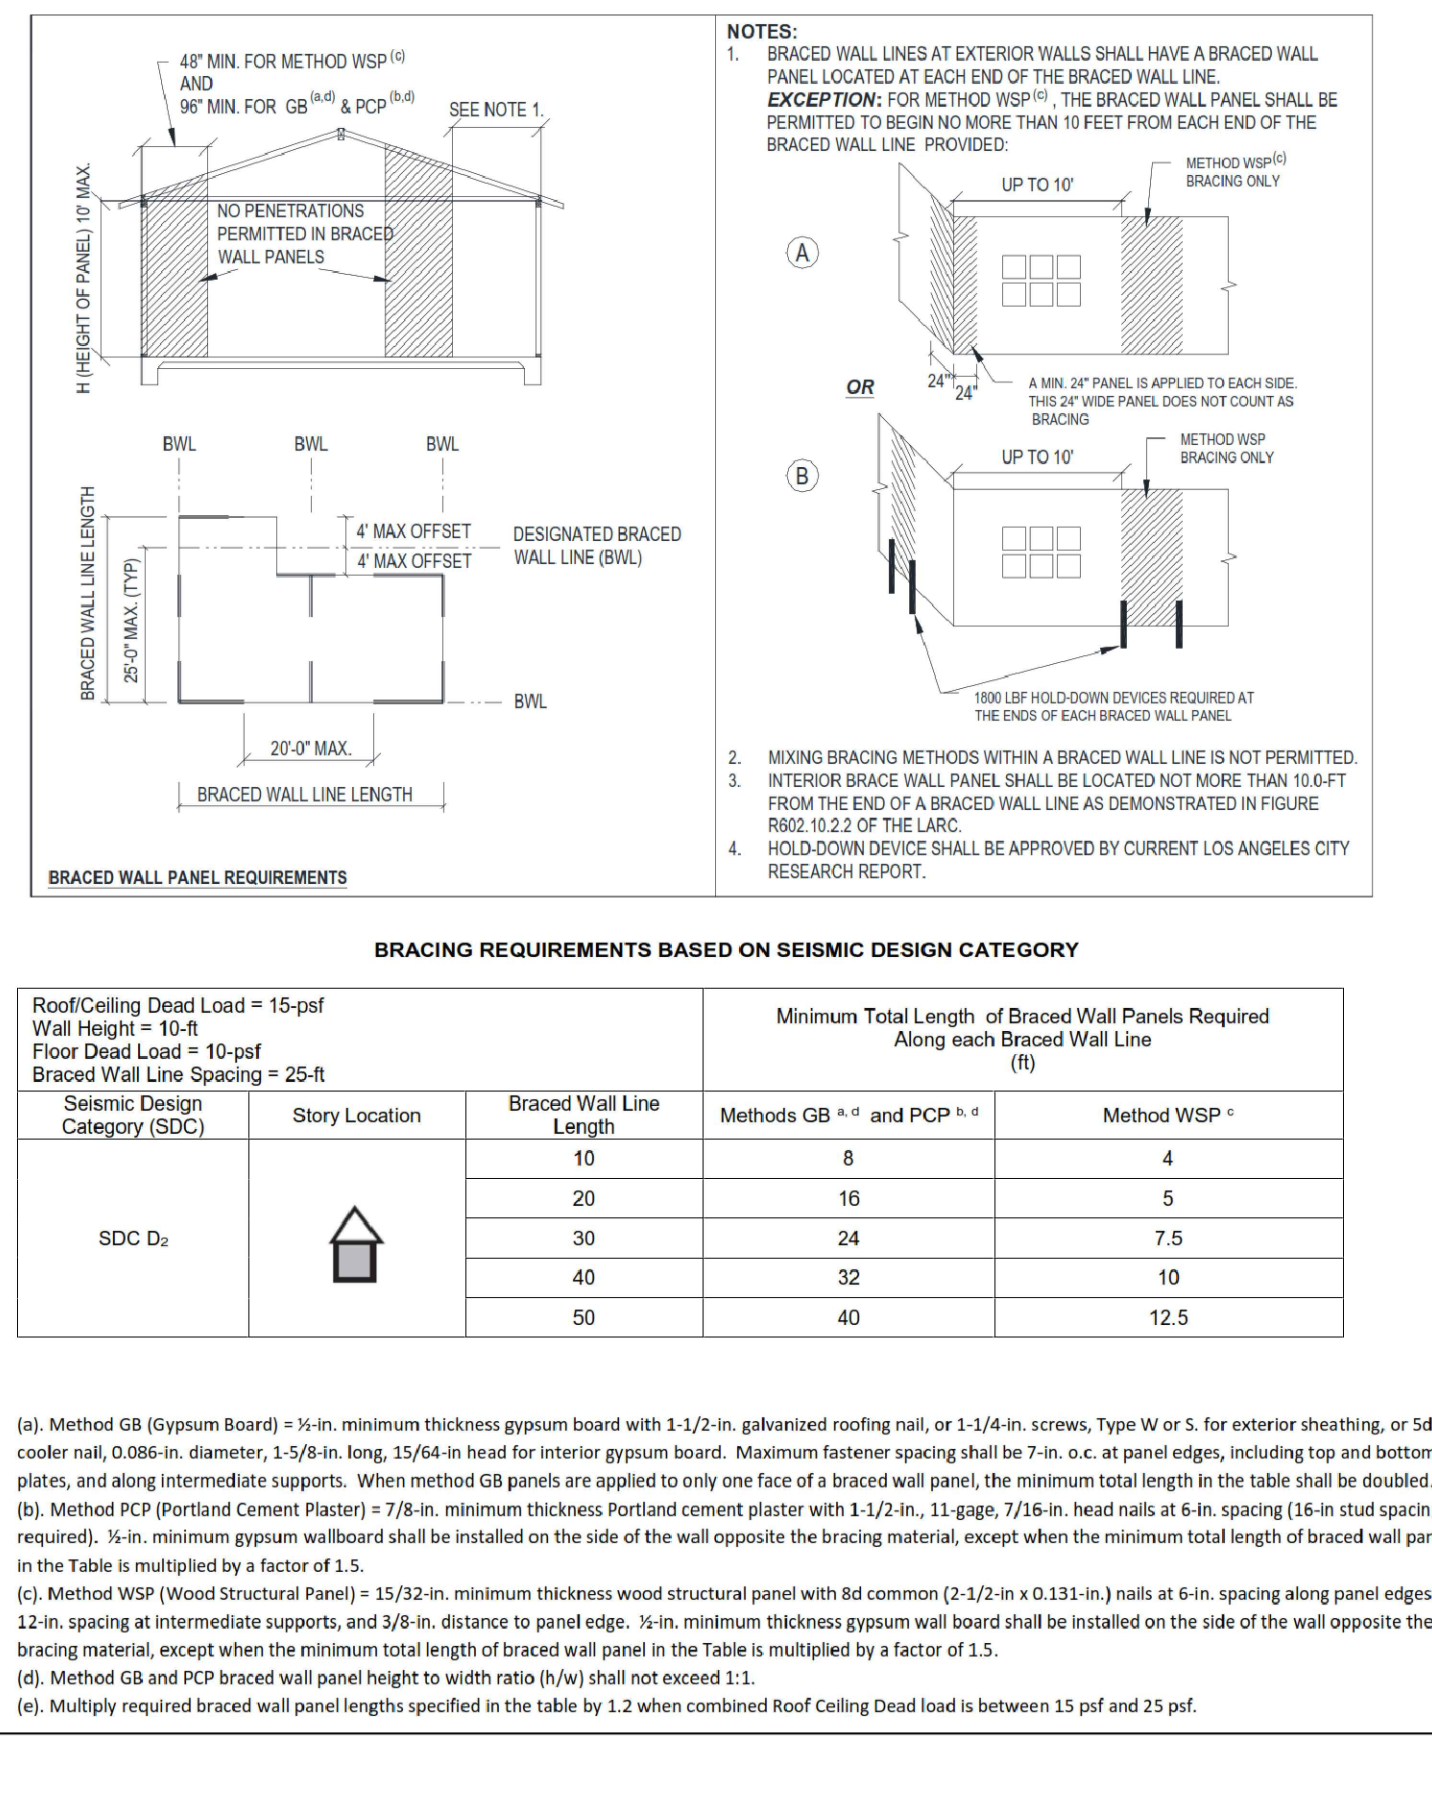 48" MIN. FOR METHOD WSP (c)
AND
96" MIN. FOR GB (a,d) & PCP (b,d)
SEE NOTE 1.
H (HEIGHT OF PANEL) 10' MAX.
NO PENETRATIONS
PERMITTED IN BRACED
WALL PANELS
BWL
BWL
BWL
BRACED WALL LINE LENGTH
25'-0" MAX. (TYP)
4' MAX OFFSET
4' MAX OFFSET
DESIGNATED BRACED
WALL LINE (BWL)
BWL
20'-0" MAX.
BRACED WALL LINE LENGTH
BRACED WALL PANEL REQUIREMENTS
NOTES:
1. BRACED WALL LINES AT EXTERIOR WALLS SHALL HAVE A BRACED WALL
PANEL LOCATED AT EACH END OF THE BRACED WALL LINE.
EXCEPTION: FOR METHOD WSP (c) , THE BRACED WALL PANEL SHALL BE
PERMITTED TO BEGIN NO MORE THAN 10 FEET FROM EACH END OF THE
BRACED WALL LINE PROVIDED:
METHOD WSP(c)
BRACING ONLY
UP TO 10'
A
24"
24"
A MIN. 24" PANEL IS APPLIED TO EACH SIDE.
THIS 24" WIDE PANEL DOES NOT COUNT AS
BRACING
OR
METHOD WSP
BRACING ONLY
UP TO 10'
B
1800 LBF HOLD-DOWN DEVICES REQUIRED AT
THE ENDS OF EACH BRACED WALL PANEL
2. MIXING BRACING METHODS WITHIN A BRACED WALL LINE IS NOT PERMITTED.
3. INTERIOR BRACE WALL PANEL SHALL BE LOCATED NOT MORE THAN 10.0-FT
FROM THE END OF A BRACED WALL LINE AS DEMONSTRATED IN FIGURE
R602.10.2.2 OF THE LARC.
4. HOLD-DOWN DEVICE SHALL BE APPROVED BY CURRENT LOS ANGELES CITY
RESEARCH REPORT.
BRACING REQUIREMENTS BASED ON SEISMIC DESIGN CATEGORY
Roof/Ceiling Dead Load = 15-psf
Wall Height = 10-ft
Floor Dead Load = 10-psf
Braced Wall Line Spacing = 25-ft
Minimum Total Length of Braced Wall Panels Required
Along each Braced Wall Line
(ft)
Seismic Design
Category (SDC)
Story Location
Braced Wall Line
Length
Methods GB a, d and PCP b, d
Method WSP c
10 8 4
20 16 5
SDC D2 30 24 7.5
40 32 10
50 40 12.5
(a). Method GB (Gypsum Board) = ½-in. minimum thickness gypsum board with 1-1/2-in. galvanized roofing nail, or 1-1/4-in. screws, Type W or S. for exterior sheathing, or 5d
cooler nail, 0.086-in. diameter, 1-5/8-in. long, 15/64-in head for interior gypsum board. Maximum fastener spacing shall be 7-in. o.c. at panel edges, including top and bottom
plates, and along intermediate supports. When method GB panels are applied to only one face of a braced wall panel, the minimum total length in the table shall be doubled.
(b). Method PCP (Portland Cement Plaster) = 7/8-in. minimum thickness Portland cement plaster with 1-1/2-in., 11-gage, 7/16-in. head nails at 6-in. spacing (16-in stud spacin
required). ½-in. minimum gypsum wallboard shall be installed on the side of the wall opposite the bracing material, except when the minimum total length of braced wall par
in the Table is multiplied by a factor of 1.5.
(c). Method WSP (Wood Structural Panel) = 15/32-in. minimum thickness wood structural panel with 8d common (2-1/2-in x 0.131-in.) nails at 6-in. spacing along panel edges
12-in. spacing at intermediate supports, and 3/8-in. distance to panel edge. ½-in. minimum thickness gypsum wall board shall be installed on the side of the wall opposite the
bracing material, except when the minimum total length of braced wall panel in the Table is multiplied by a factor of 1.5.
(d). Method GB and PCP braced wall panel height to width ratio (h/w) shall not exceed 1:1.
(e). Multiply required braced wall panel lengths specified in the table by 1.2 when combined Roof Ceiling Dead load is between 15 psf and 25 psf.